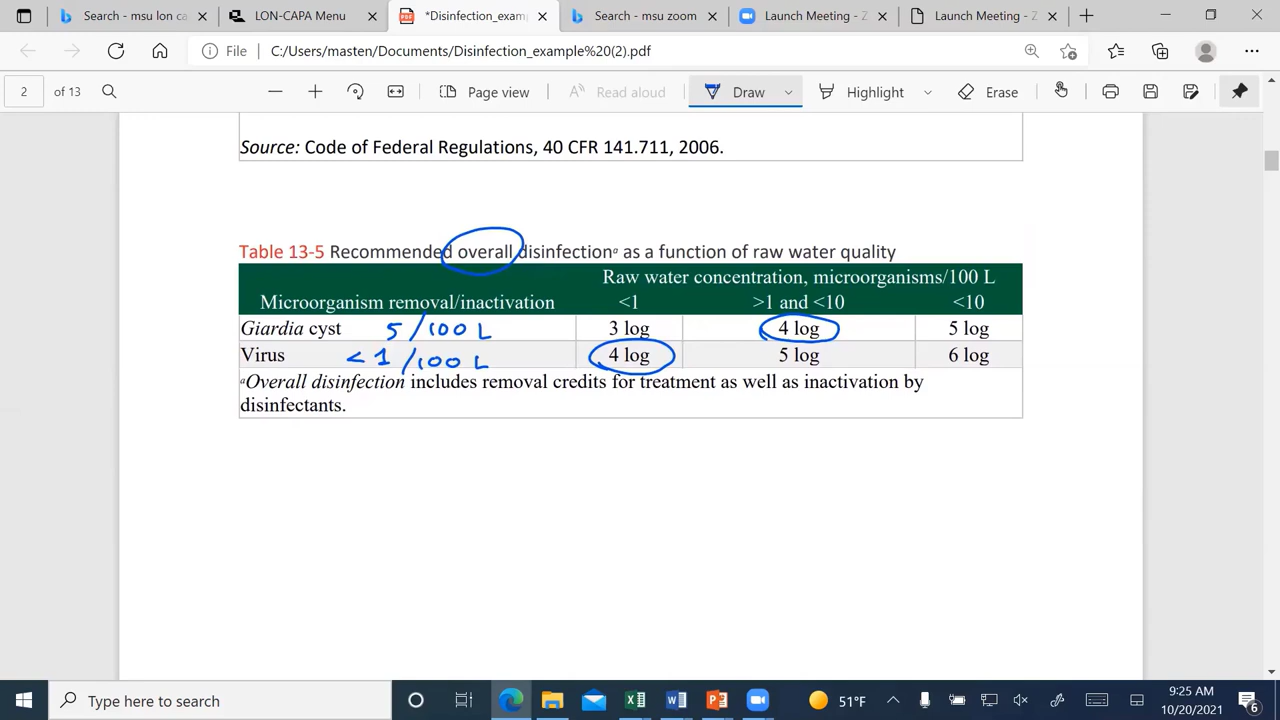 Search - msu lon ca
LON-CAPA Menu
*Disinfection_exam
Search - msu zoom
Launch Meeting - Z
Launch Meeting - Z
File C:/Users/masten/Documents/Disinfection_example%20(2).pdf
2 of 13 Page view Read aloud Draw Highlight Erase
Source: Code of Federal Regulations, 40 CFR 141.711, 2006.
Table 13-5 Recommended overall disinfectionª as a function of raw water quality
Raw water concentration, microorganisms/100 L
Microorganism removal/inactivation <1 >1 and <10 <10
Giardia cyst 5/100 L 3 log 4 log 5 log
Virus <1/100 L 4 log 5 log 6 log
ªOverall disinfection includes removal credits for treatment as well as inactivation by
disinfectants.
Type here to search
51°F
9:25 AM
10/20/2021
6